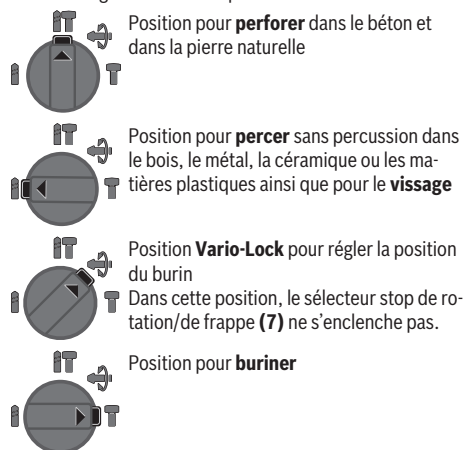 Position pour perforer dans le béton et
dans la pierre naturelle
Position pour percer sans percussion dans
le bois, le métal, la céramique ou les ma-
tières plastiques ainsi que pour le vissage
Position Vario-Lock pour régler la position
du burin
Dans cette position, le sélecteur stop de ro-
tation/de frappe (7) ne s’enclenche pas.
Position pour buriner